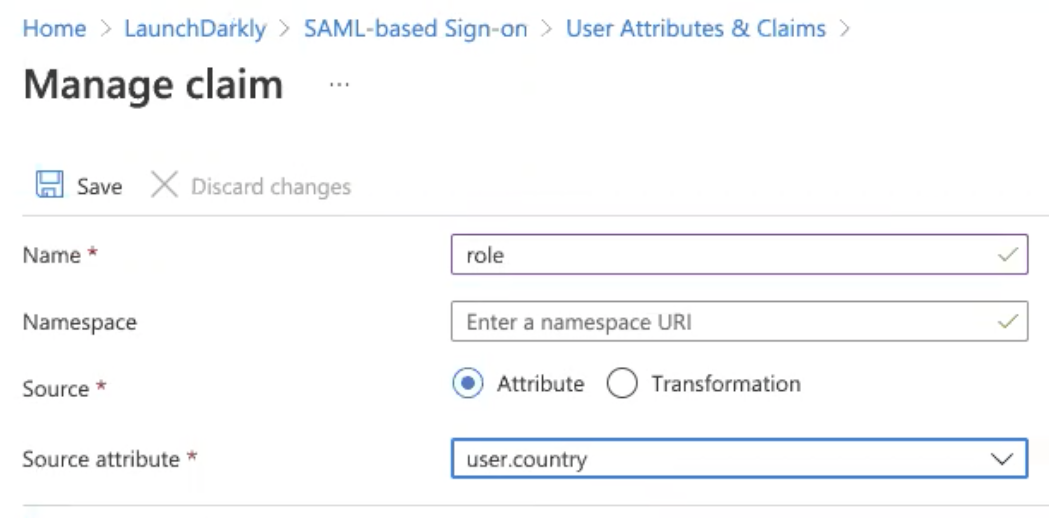 Home > LaunchDarkly > SAML-based Sign-on > User Attributes & Claims >
Manage claim ...
Save Discard changes
Name * role
Namespace Enter a namespace URI
Source * Attribute Transformation
Source attribute * user.country